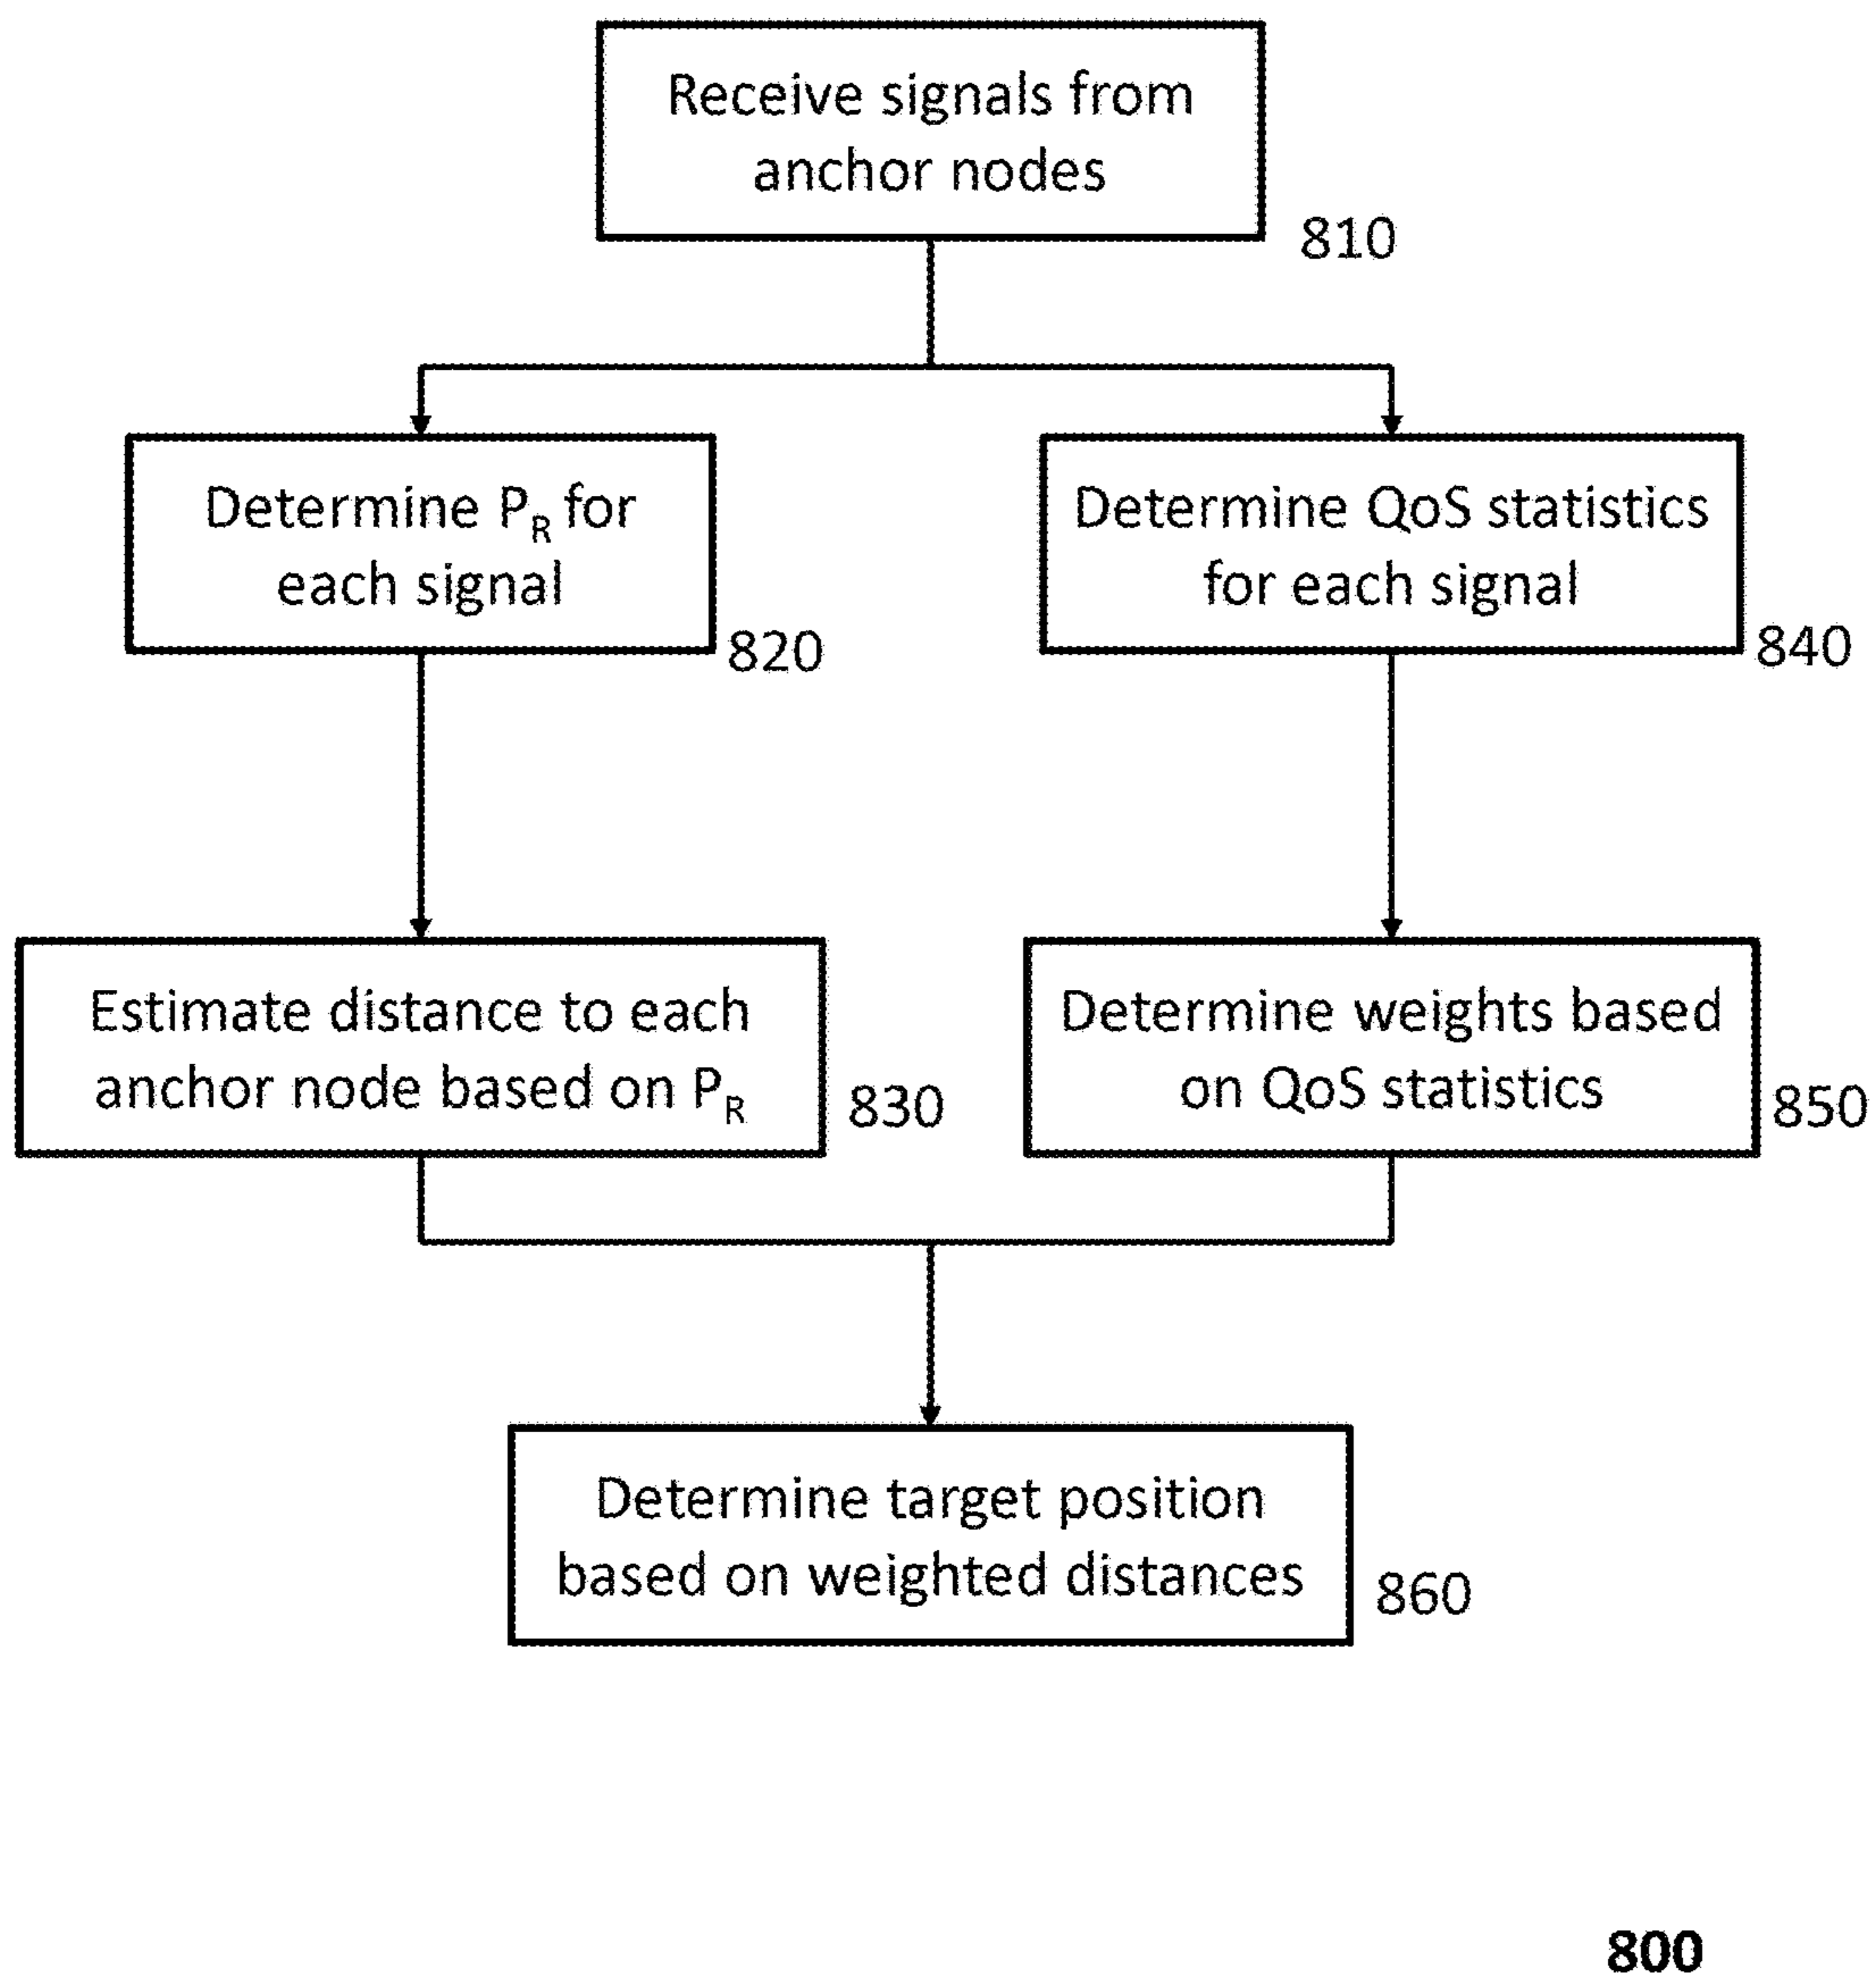 Receive signals from
anchor nodes
810
Determine P_R for
each signal
820
Determine QoS statistics
for each signal
840
Estimate distance to each
anchor node based on P_R
830
Determine weights based
on QoS statistics
850
Determine target position
based on weighted distances
860
800